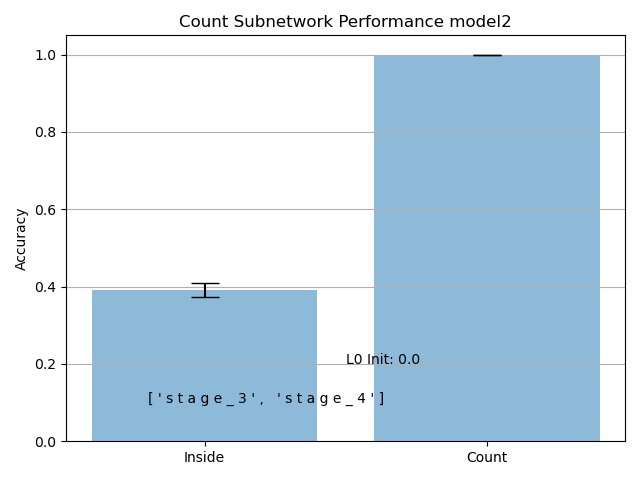 Count Subnetwork Performance model2
Accuracy
1.0
0.8
0.6
0.4
0.2
0.0
L0 Init: 0.0
['stage_3', 'stage_4']
Inside
Count